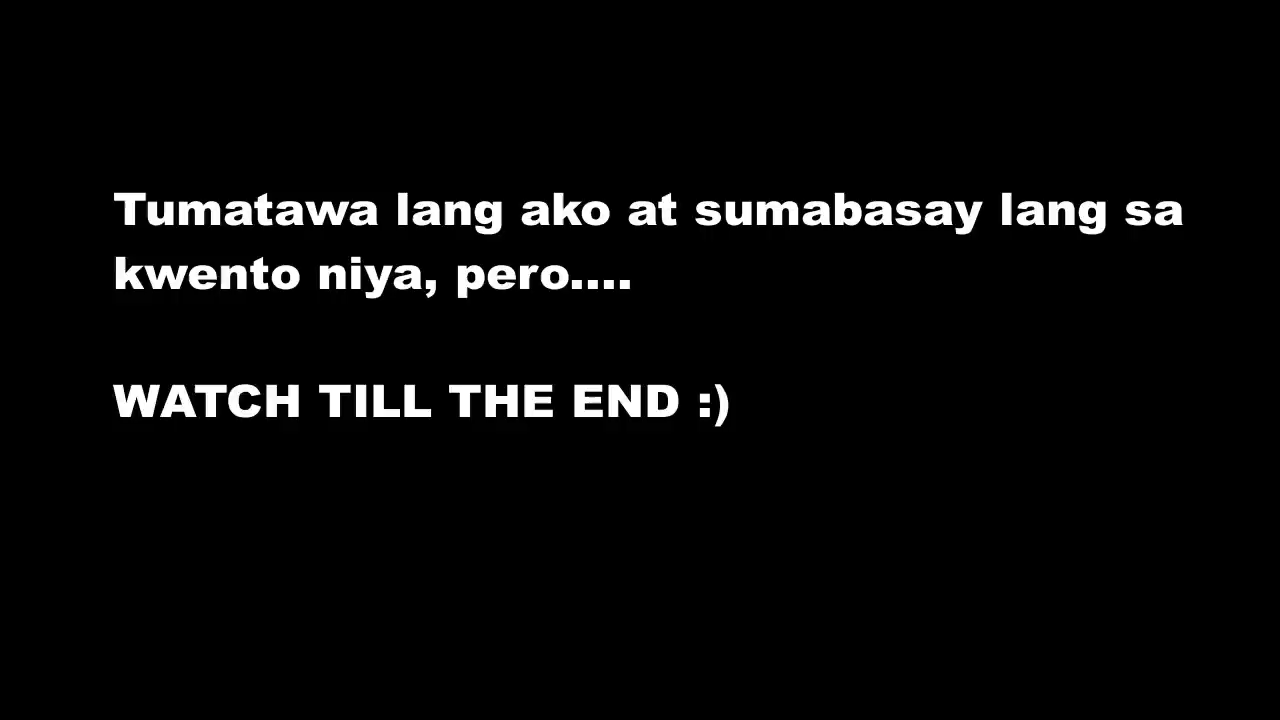 Tumatawa lang ako at sumabasay lang sa
kwento niya, pero....
WATCH TILL THE END :)